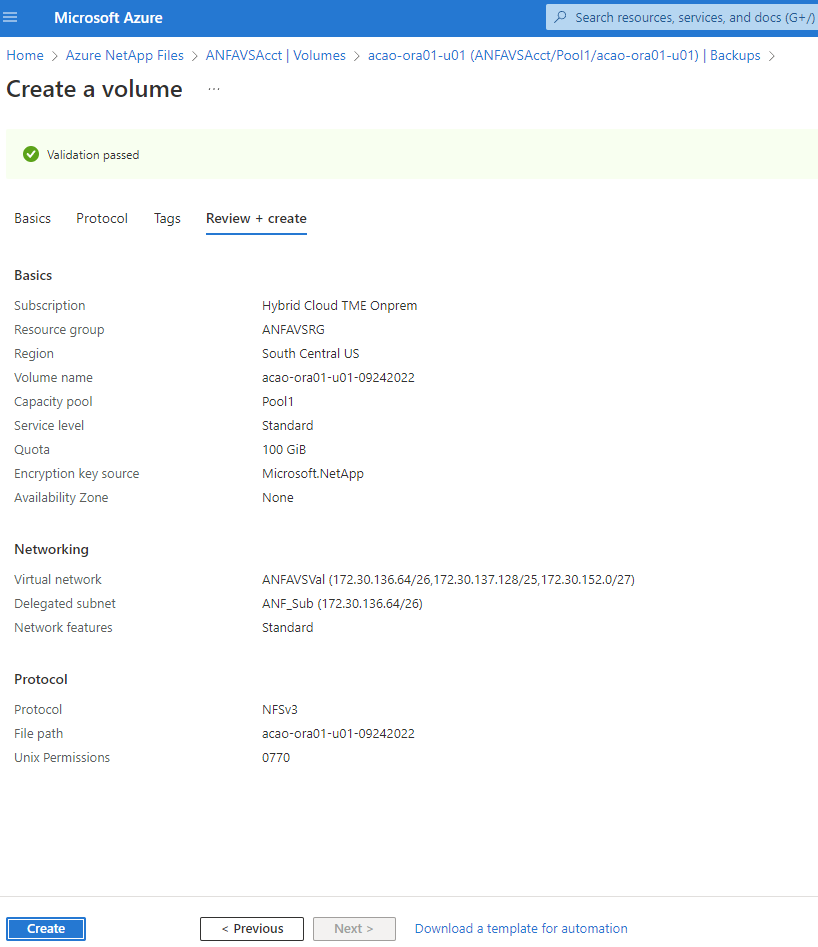 Microsoft Azure
Search resources, services, and docs (G+/)
Home > Azure NetApp Files > ANFAVSAcct | Volumes > acao-ora01-u01 (ANFAVSAcct/Pool1/acao-ora01-u01) | Backups >
Create a volume ...
Validation passed
Basics Protocol Tags Review + create
Basics
Subscription Hybrid Cloud TME Onprem
Resource group ANFAVSRG
Region South Central US
Volume name acao-ora01-u01-09242022
Capacity pool Pool1
Service level Standard
Quota 100 GiB
Encryption key source Microsoft.NetApp
Availability Zone None
Networking
Virtual network ANFAVSVal (172.30.136.64/26,172.30.137.128/25,172.30.152.0/27)
Delegated subnet ANF_Sub (172.30.136.64/26)
Network features Standard
Protocol
Protocol NFSv3
File path acao-ora01-u01-09242022
Unix Permissions 0770
Create < Previous Next > Download a template for automation